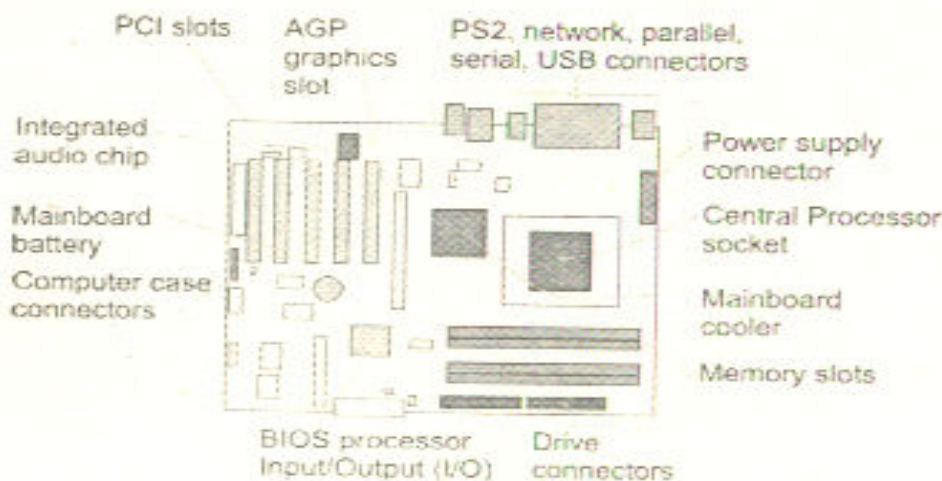 PCI slots
AGP
graphics
slot
PS2, network, parallel,
serial, USB connectors
Integrated
audio chip
Mainboard
battery
Computer case
connectors
Power supply
connector
Central Processor
socket
Mainboard
cooler
Memory slots
BIOS processor
Input/Output (I/O)
Drive
connectors